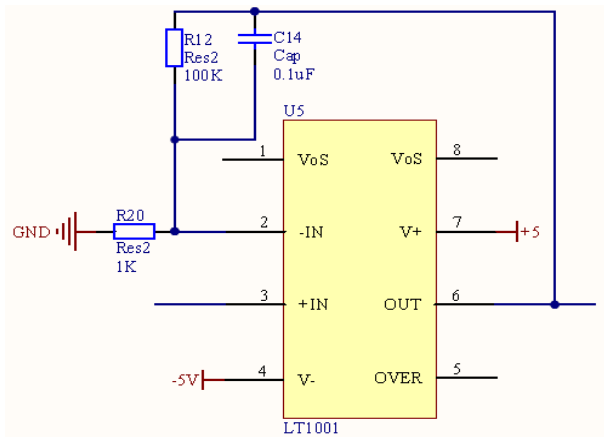 R12
Res2
100K
C14
Cap
0.1uF
U5
1
VoS
VoS
8
R20
GND
2
-IN
V+
7
+5
Res2
1K
3
+IN
OUT
6
-5V
4
V-
OVER
5
LT1001